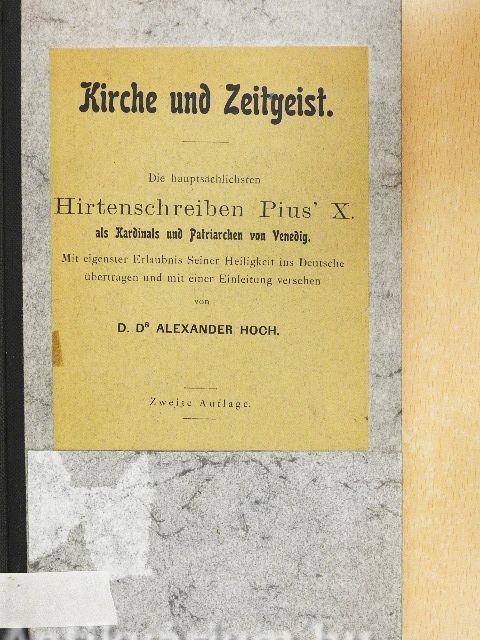 Kirche und Zeitgeist.
Die hauptsächlichsten
Hirtenschreiben Pius' X.
als Kardinals und Patriarchen von Venedig.
Mit eigenster Erlaubnis Seiner Heiligkeit ins Deutsche
übertragen und mit einer Einleitung versehen
von
D. DR ALEXANDER HOCH.
Zweite Auflage.